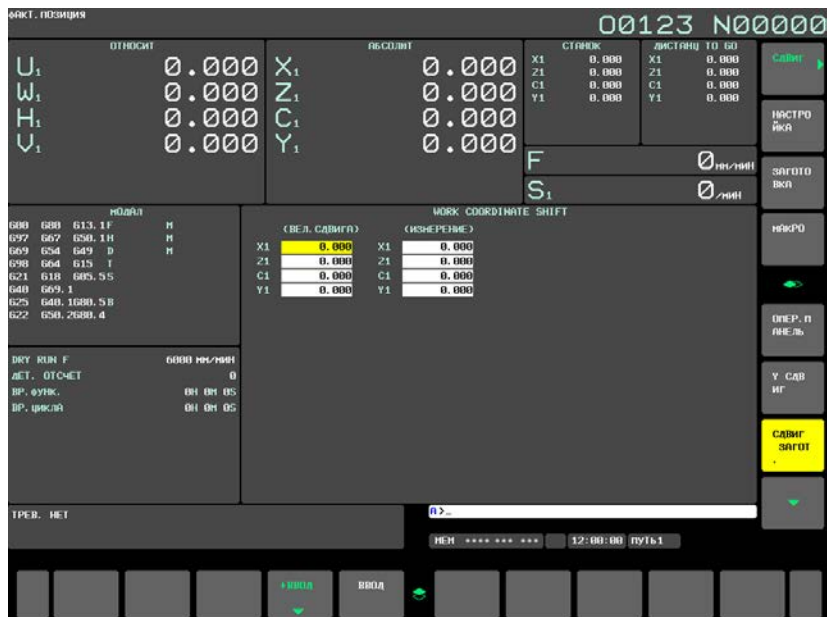 ФАКТ.ПОЗИЦИЯ
O0123 N00000
ОТНОСИТ
U1 0.000
W1 0.000
H1 0.000
V1 0.000
АБСОЛЮТ
X1 0.000
Z1 0.000
C1 0.000
Y1 0.000
СТАНОК
X1 0.000
Z1 0.000
C1 0.000
Y1 0.000
ДИСТАНЦ TO GO
X1 0.000
Z1 0.000
C1 0.000
Y1 0.000
F 0 ММ/МИН
S1 0 /МИН
МОДАЛ
G00 G80 G13.1F M
G97 G67 G50.1H M
G69 G54 G49 D M
G98 G64 G15 T
G21 G18 G05.5S
G40 G69.1
G25 G40.1G80.5B
G22 G50.2G80.4
WORK COORDINATE SHIFT
(ВЕЛ.СДВИГА) (ИЗМЕРЕНИЕ)
X1 0.000 X1 0.000
Z1 0.000 Z1 0.000
C1 0.000 C1 0.000
Y1 0.000 Y1 0.000
DRY RUN F 6000 ММ/МИН
ДЕТ. ОТСЧЕТ 0
ВР.ФУНК. 0H 0M 0S
ВР.ЦИКЛА 0H 0M 0S
ТРЕВ. НЕТ
A>_
MEM **** *** *** 12:00:00 ПУТЬ1
+ВВОД
ВВОД
СДВИГ
НАСТРО
ЙКА
ЗАГОТО
ВКА
МАКРО
ОПЕР.П
АНЕЛЬ
Y СДВ
ИГ
СДВИГ
ЗАГОТ
.